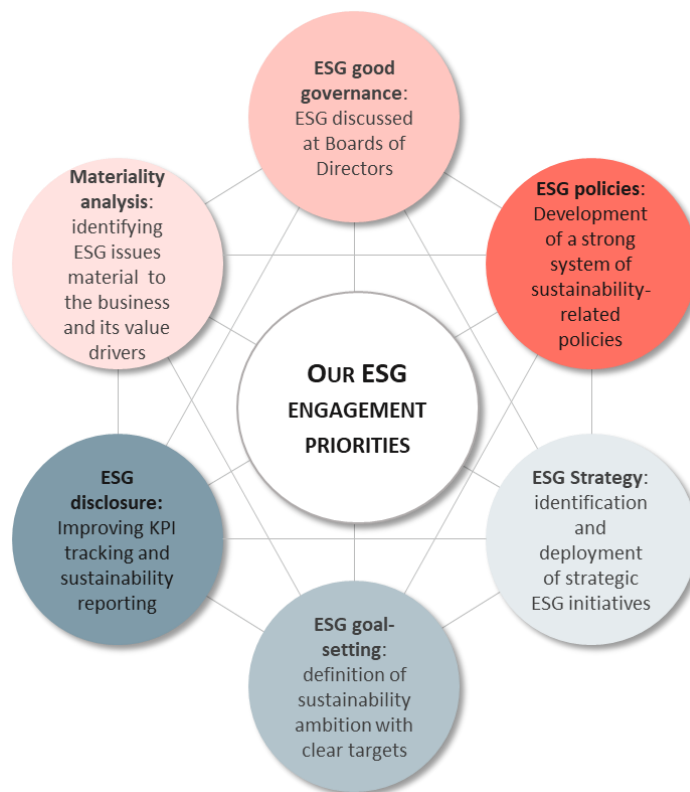 ESG good
governance:
ESG discussed
at Boards of
Directors
ESG policies:
Development
of a strong
system of
sustainability-
related
policies
ESG Strategy:
identification
and
deployment
of strategic
ESG initiatives
ESG goal-
setting:
definition of
sustainability
ambition with
clear targets
ESG
disclosure:
Improving KPI
tracking and
sustainability
reporting
Materiality
analysis:
identifying
ESG issues
material to
the business
and its value
drivers
OUR ESG
ENGAGEMENT
PRIORITIES